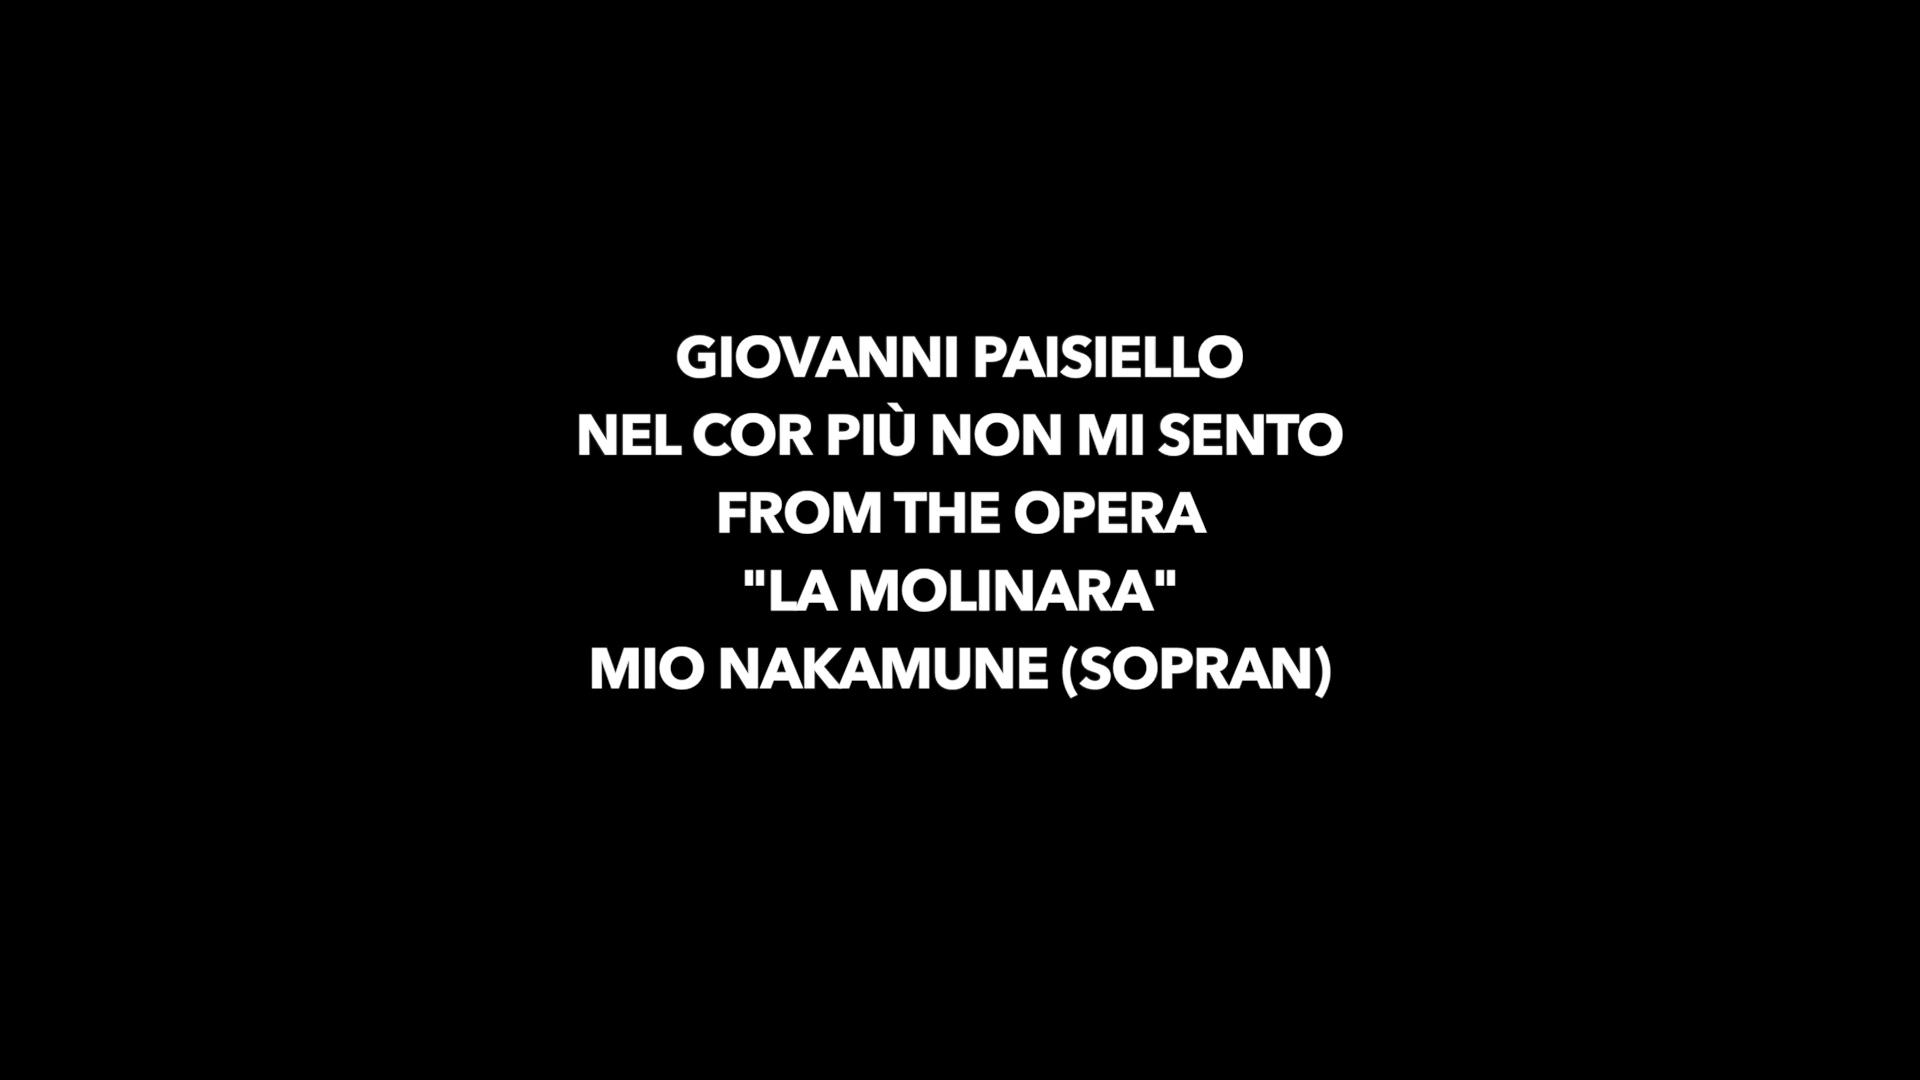 GIOVANNI PAISIELLO
NEL COR PIÙ NON MI SENTO
FROM THE OPERA
"LA MOLINARA"
MIO NAKAMUNE (SOPRAN)